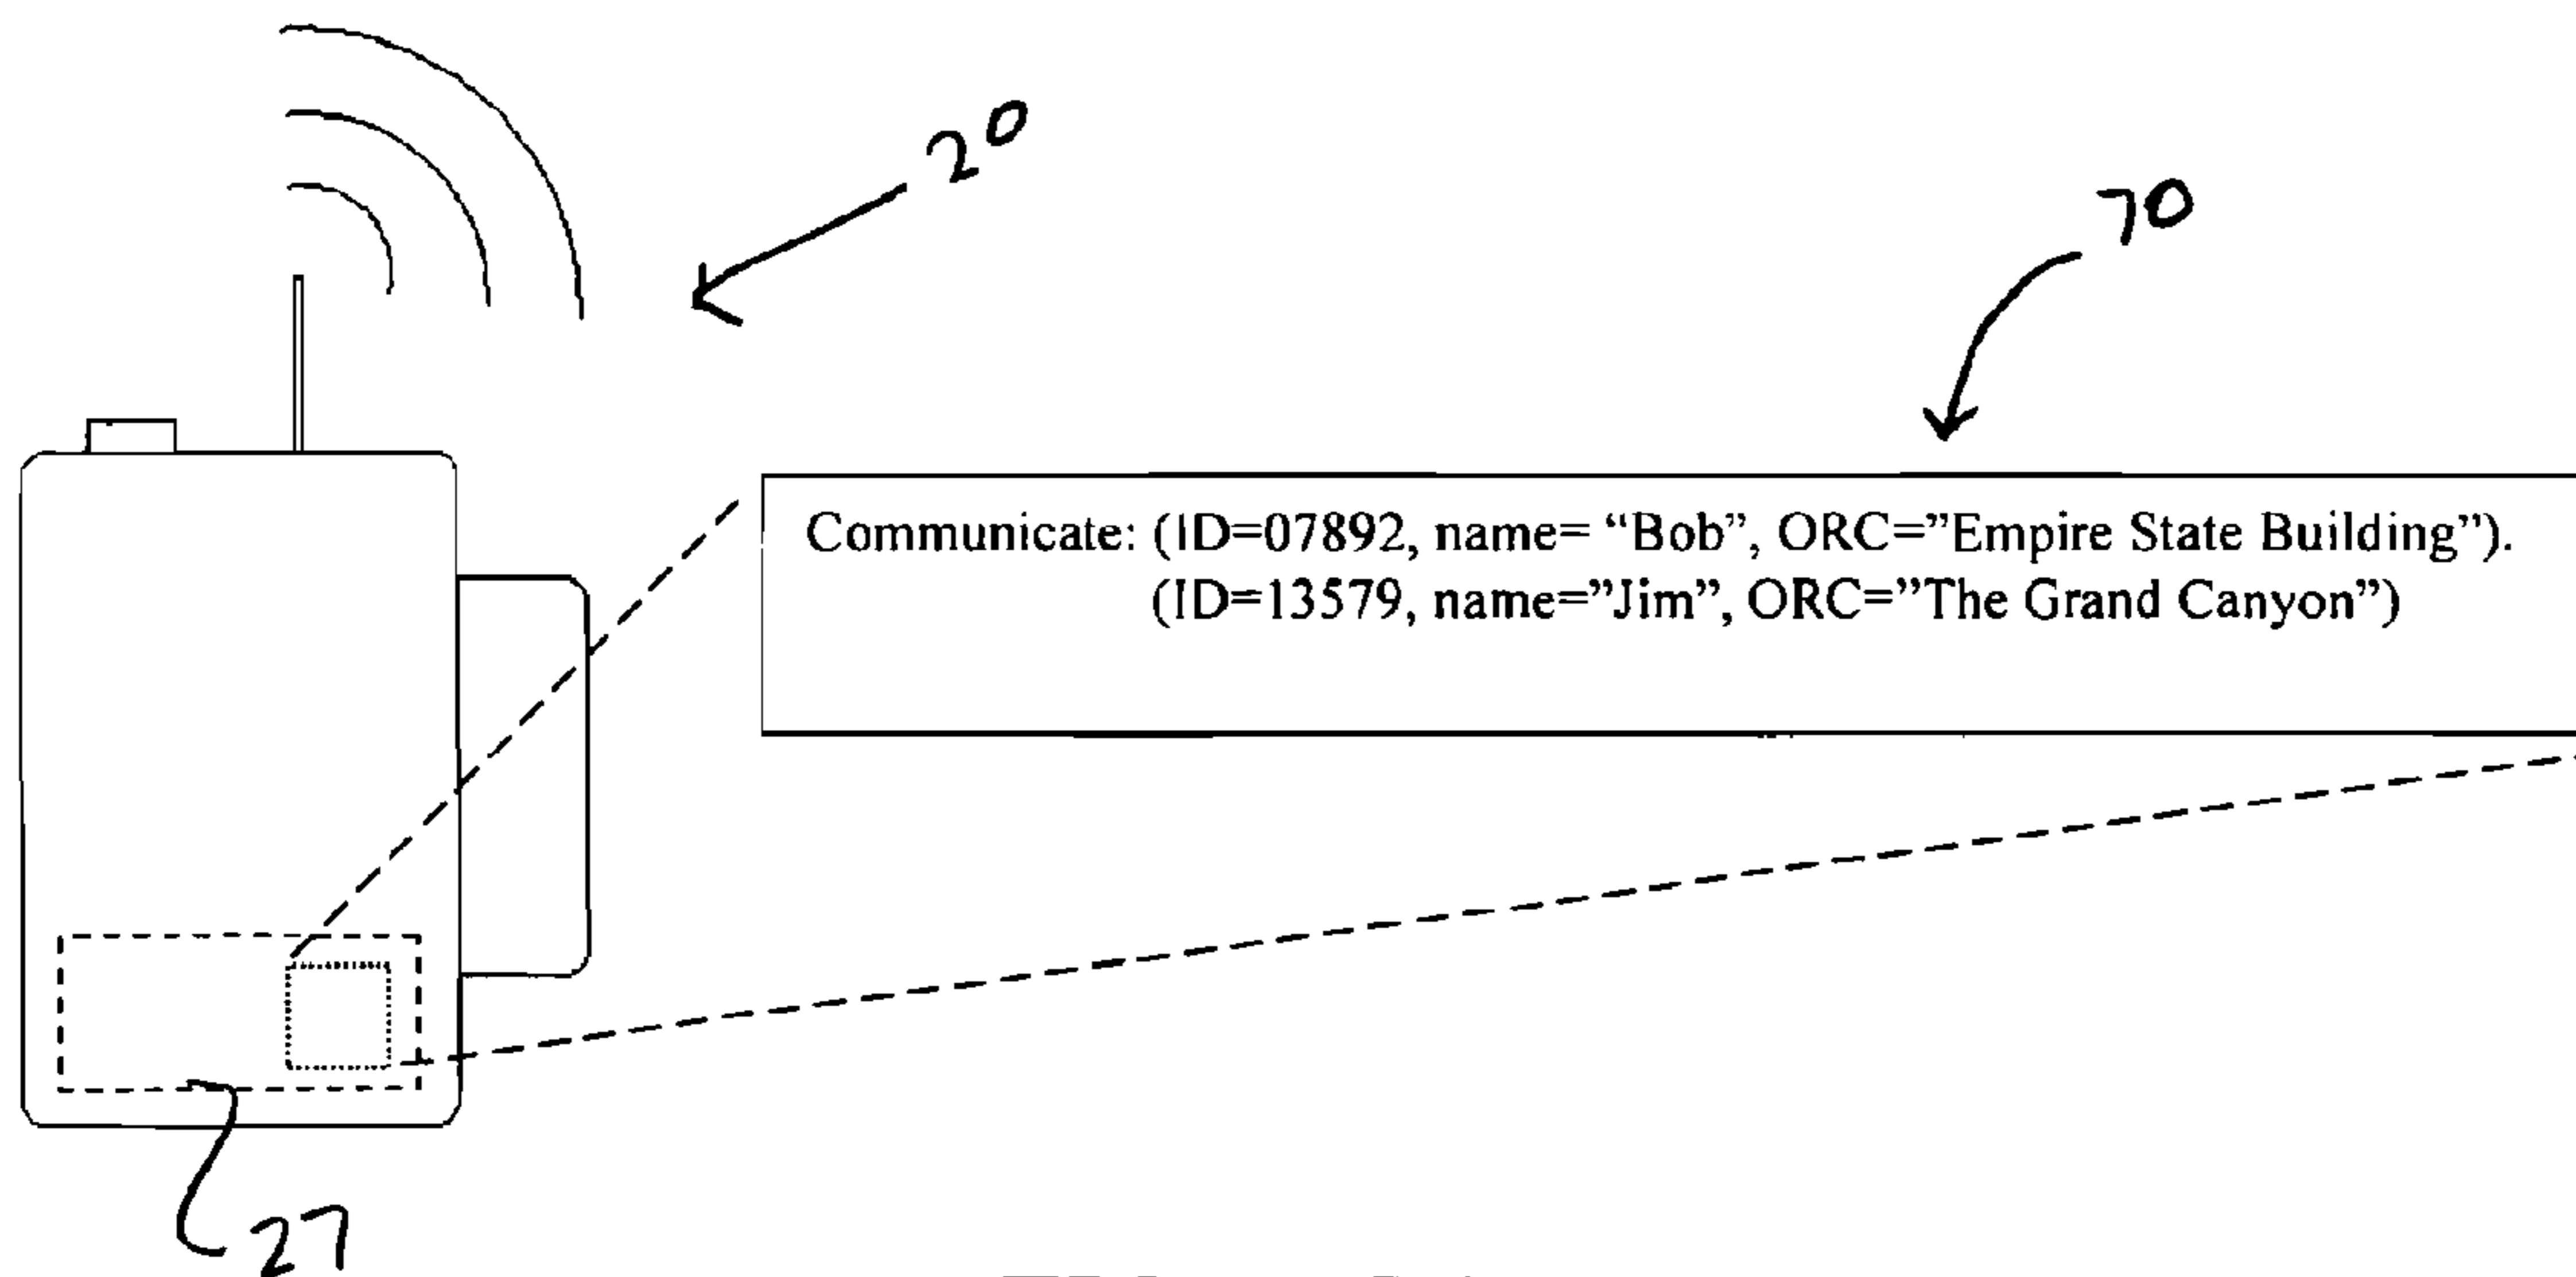 20
70
Communicate: (ID=07892, name= “Bob”, ORC=”Empire State Building”).
(ID=13579, name=”Jim”, ORC=”The Grand Canyon”)
27